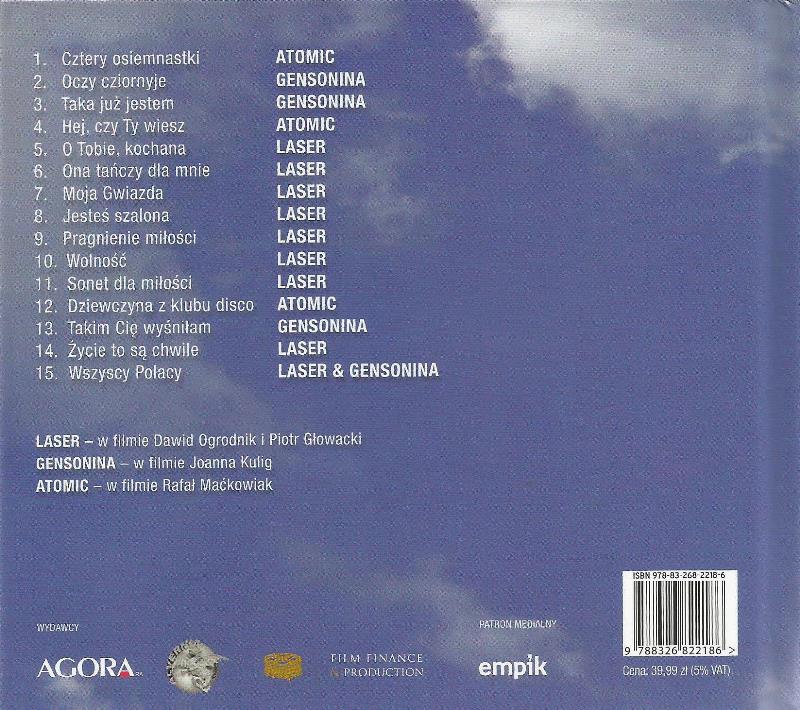 1. Cztery osiemnastki ATOMIC
2. Oczy cziornyje GENSONINA
3. Taka już jestem GENSONINA
4. Hej, czy Ty wiesz ATOMIC
5. O Tobie, kochana LASER
6. Ona tańczy dla mnie LASER
7. Moja Gwiazda LASER
8. Jesteś szalona LASER
9. Pragnienie miłości LASER
10. Wolność LASER
11. Sonet dla miłości LASER
12. Dziewczyna z klubu disco ATOMIC
13. Takim Cię wyśniłam GENSONINA
14. Życie to są chwile LASER
15. Wszyscy Polacy LASER & GENSONINA
LASER – w filmie Dawid Ogrodnik i Piotr Głowacki
GENSONINA – w filmie Joanna Kulig
ATOMIC – w filmie Rafał Maćkowiak
ISBN 978-83-268-2218-6
9 788326 822186 >
Cena: 39,99 zł (5% VAT)
WYDAWCY
PATRON MEDIALNY
AGORA SA
FILM FINANCE
& PRODUCTION
empik